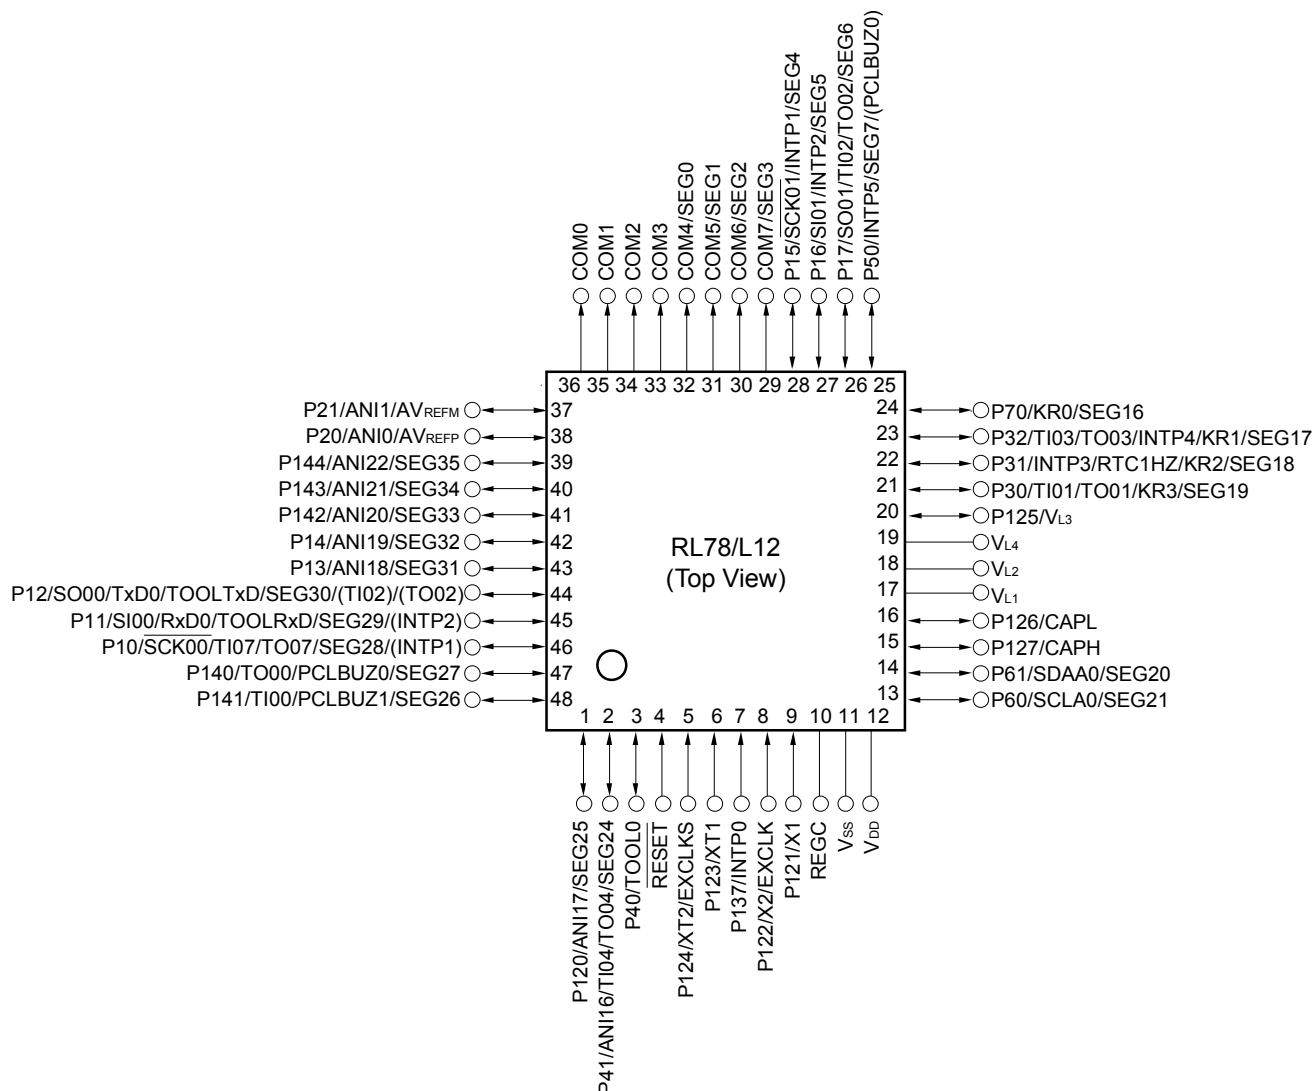 COM0
COM1
COM2
COM3
COM4/SEG0
COM5/SEG1
COM6/SEG2
COM7/SEG3
P15/SCK01/INTP1/SEG4
P16/SI01/INTP2/SEG5
P17/SO01/TI02/TO02/SEG6
P50/INTP5/SEG7/(PCLBUZ0)
36 35 34 33 32 31 30 29 28 27 26 25
P21/ANI1/AVREFM 37
P20/ANI0/AVREFP 38
P144/ANI22/SEG35 39
P143/ANI21/SEG34 40
P142/ANI20/SEG33 41
P14/ANI19/SEG32 42
P13/ANI18/SEG31 43
P12/SO00/TxD0/TOOLTxD/SEG30/(TI02)/(TO02) 44
P11/SI00/RxD0/TOOLRxD/SEG29/(INTP2) 45
P10/SCK00/TI07/TO07/SEG28/(INTP1) 46
P140/TO00/PCLBUZ0/SEG27 47
P141/TI00/PCLBUZ1/SEG26 48
RL78/L12
(Top View)
24 P70/KR0/SEG16
23 P32/TI03/TO03/INTP4/KR1/SEG17
22 P31/INTP3/RTC1HZ/KR2/SEG18
21 P30/TI01/TO01/KR3/SEG19
20 P125/VL3
19 VL4
18 VL2
17 VL1
16 P126/CAPL
15 P127/CAPH
14 P61/SDAA0/SEG20
13 P60/SCLA0/SEG21
1 2 3 4 5 6 7 8 9 10 11 12
P120/ANI17/SEG25
P41/ANI16/TI04/TO04/SEG24
P40/TOOL0
RESET
P124/XT2/EXCLKS
P123/XT1
P137/INTP0
P122/X2/EXCLK
P121/X1
REGC
VSS
VDD